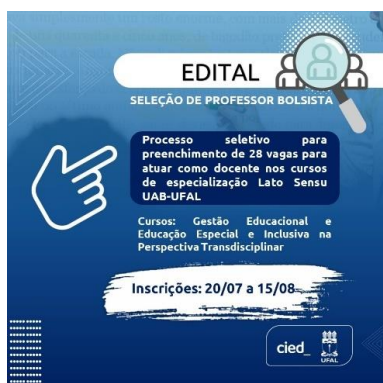 EDITAL
SELEÇÃO DE PROFESSOR BOLSISTA
Processo seletivo para
preenchimento de 28 vagas para
atuar como docente nos cursos
de especialização Lato Sensu
UAB-UFAL
Cursos: Gestão Educacional e
Educação Especial e Inclusiva na
Perspectiva Transdisciplinar
Inscrições: 20/07 a 15/08
cied_
UFAL